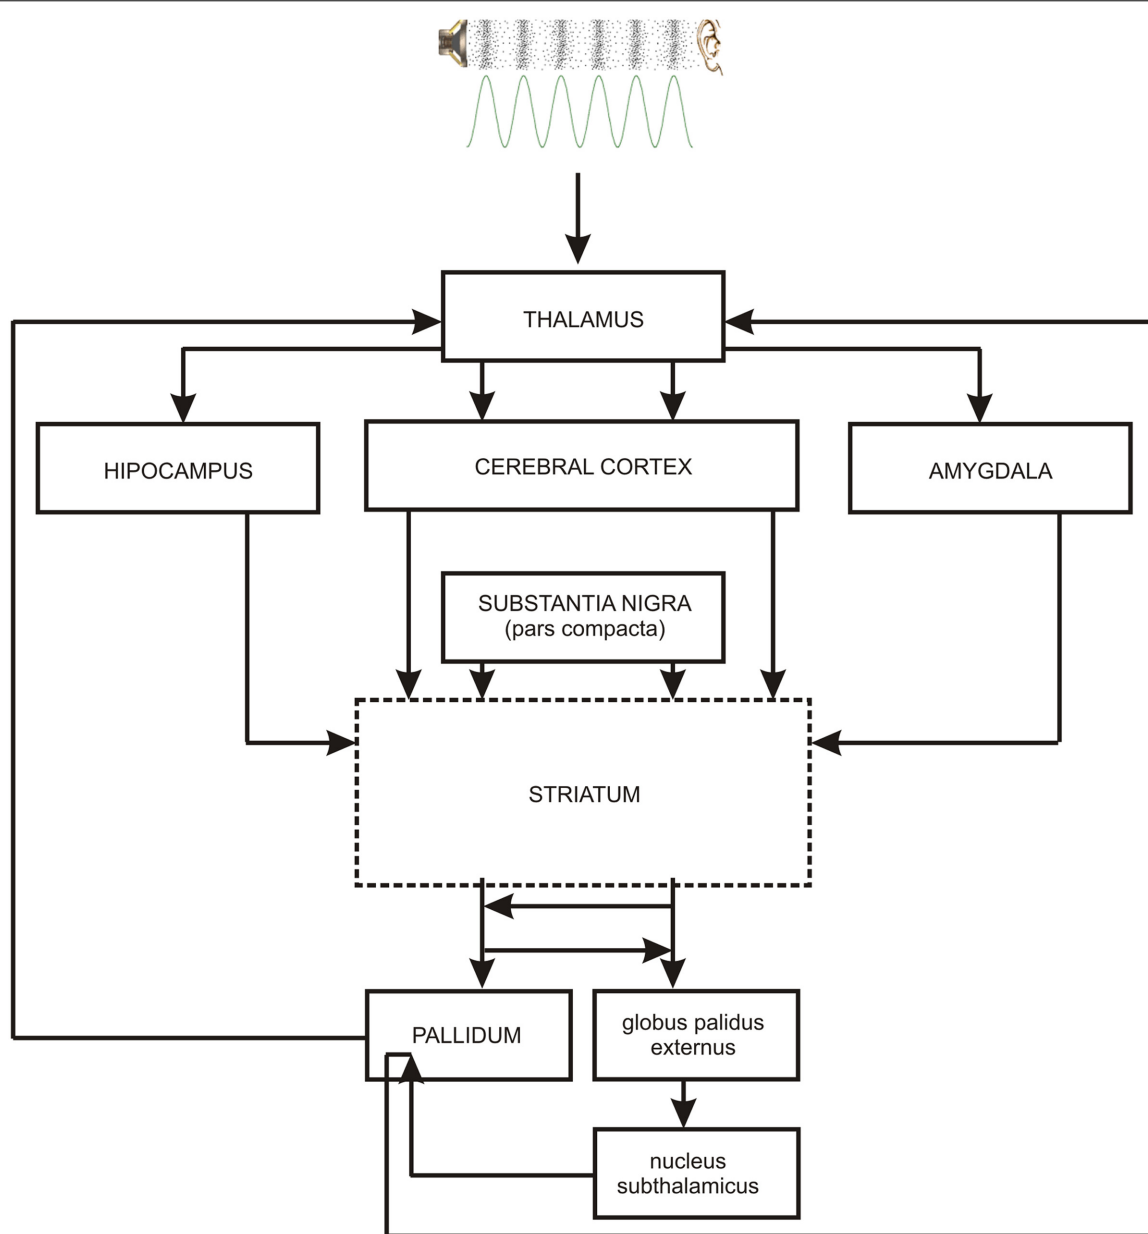 THALAMUS
HIPOCAMPUS
CEREBRAL CORTEX
AMYGDALA
SUBSTANTIA NIGRA
(pars compacta)
STRIATUM
PALLIDUM
globus palidus
externus
nucleus
subthalamicus